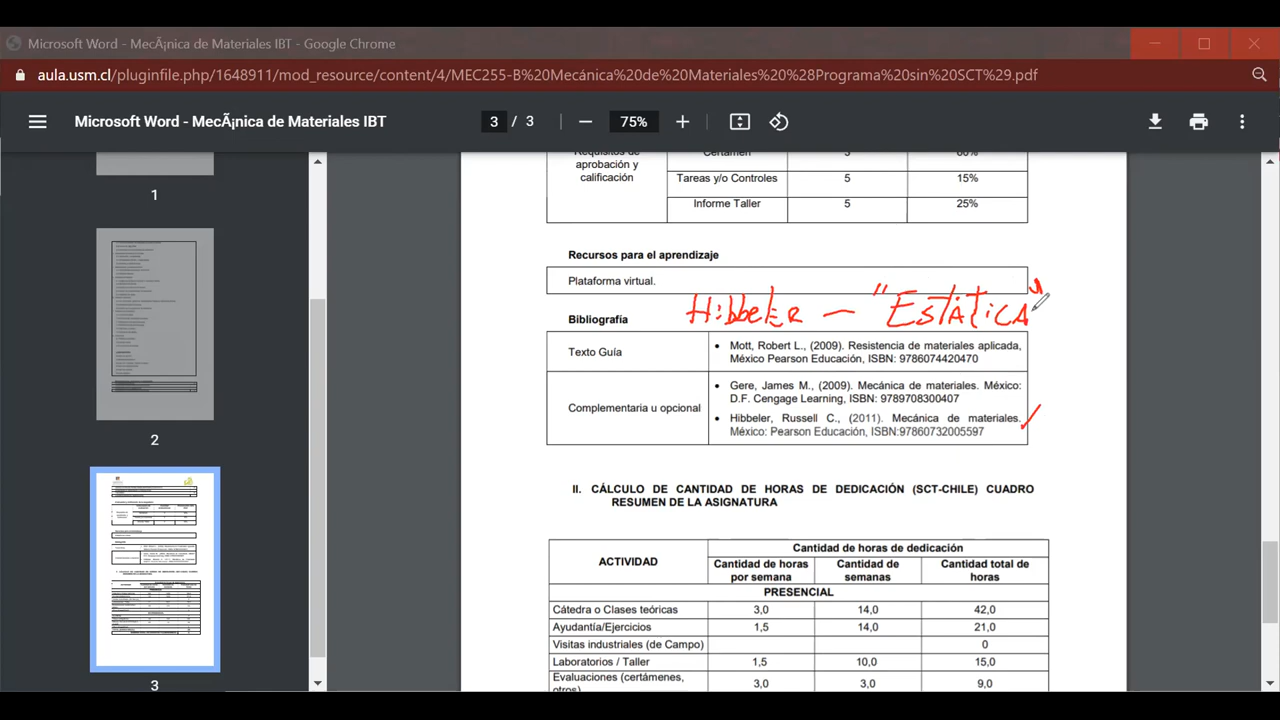 Microsoft Word - MecÃ¡nica de Materiales IBT - Google Chrome
aula.usm.cl/pluginfile.php/1648911/mod_resource/content/4/MEC255-B%20Mecánica%20de%20Materiales%20%28Programa%20sin%20SCT%29.pdf
Microsoft Word - MecÃ¡nica de Materiales IBT
3 / 3
75%
1
2
3
Requisitos de aprobación y calificación
Certamen 3 60%
Tareas y/o Controles 5 15%
Informe Taller 5 25%
Recursos para el aprendizaje
Plataforma virtual.
Hibbeler — "Estática"
Bibliografía
Texto Guía
• Mott, Robert L., (2009). Resistencia de materiales aplicada,
México Pearson Educación, ISBN: 9786074420470
Complementaria u opcional
• Gere, James M., (2009). Mecánica de materiales. México:
D.F. Cengage Learning, ISBN: 9789708300407
• Hibbeler, Russell C., (2011). Mecánica de materiales.
México: Pearson Educación, ISBN:97860732005597
II. CÁLCULO DE CANTIDAD DE HORAS DE DEDICACIÓN (SCT-CHILE) CUADRO
RESUMEN DE LA ASIGNATURA
ACTIVIDAD
Cantidad de horas de dedicación
Cantidad de horas por semana
Cantidad de semanas
Cantidad total de horas
PRESENCIAL
Cátedra o Clases teóricas 3,0 14,0 42,0
Ayudantía/Ejercicios 1,5 14,0 21,0
Visitas industriales (de Campo) 0
Laboratorios / Taller 1,5 10,0 15,0
Evaluaciones (certámenes, otros) 3,0 3,0 9,0